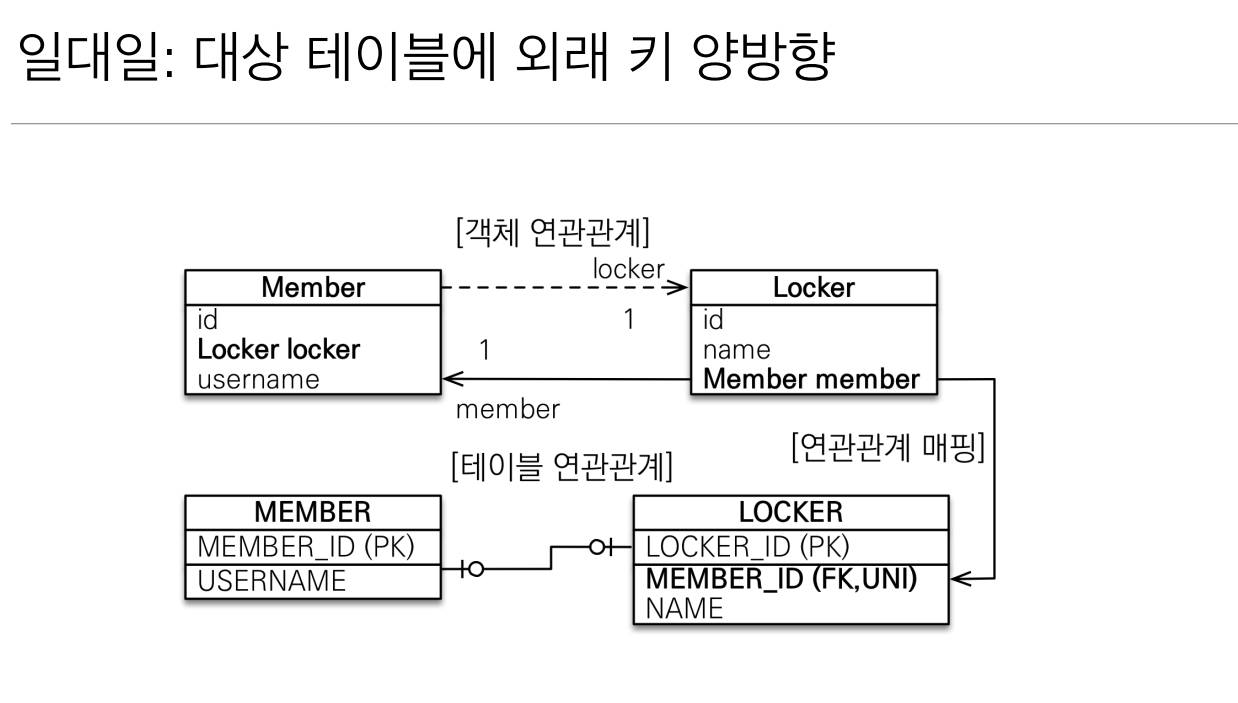 일대일: 대상 테이블에 외래 키 양방향
[객체 연관관계]
locker
Member
Locker
id
Locker locker
username
1
1
id
name
Member member
member
[연관관계 매핑]
[테이블 연관관계]
MEMBER
MEMBER_ID (PK)
USERNAME
LOCKER
LOCKER_ID (PK)
MEMBER_ID (FK,UNI)
NAME